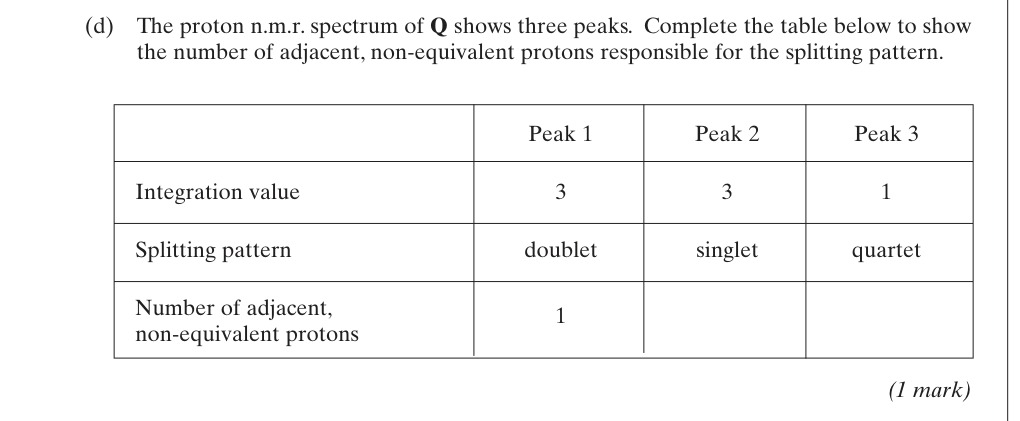 (d) The proton n.m.r. spectrum of Q shows three peaks. Complete the table below to show
the number of adjacent, non-equivalent protons responsible for the splitting pattern.
Peak 1 Peak 2 Peak 3
Integration value 3 3 1
Splitting pattern doublet singlet quartet
Number of adjacent,
non-equivalent protons 1
(1 mark)